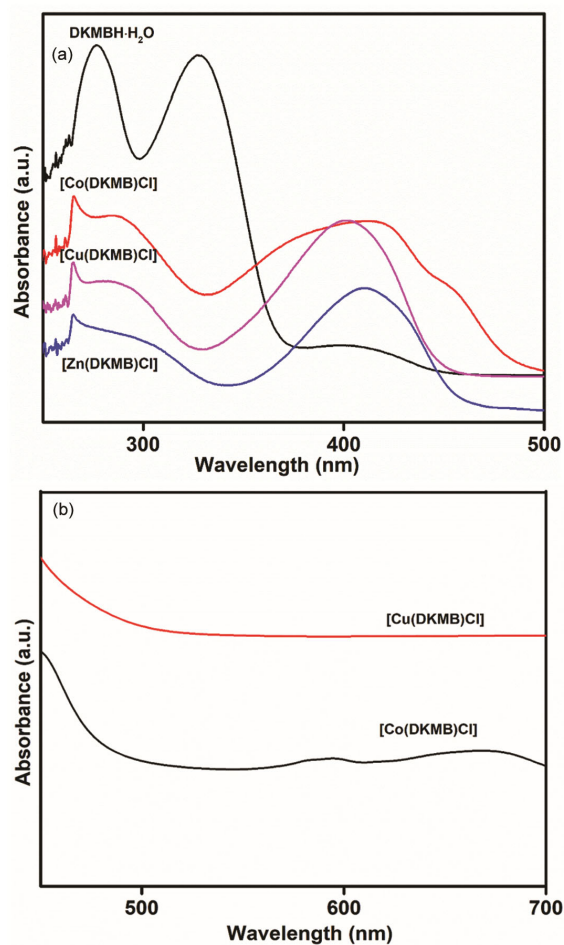 DKMBH·H₂O
(a)
[Co(DKMB)Cl]
[Cu(DKMB)Cl]
[Zn(DKMB)Cl]
Absorbance (a.u.)
300
400
500
Wavelength (nm)
(b)
[Cu(DKMB)Cl]
[Co(DKMB)Cl]
Absorbance (a.u.)
500
600
700
Wavelength (nm)